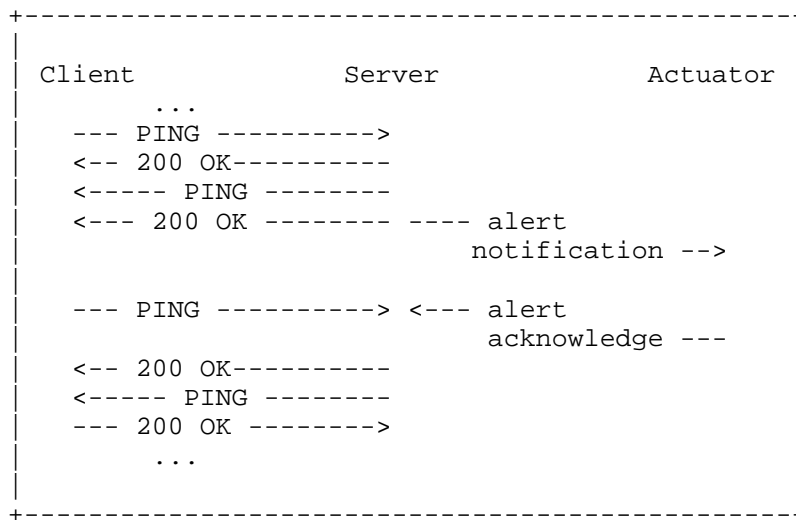 +------------------------------------------------
|
| Client             Server             Actuator
|        ...
|   --- PING ---------->
|   <-- 200 OK----------
|   <----- PING --------
|   <--- 200 OK -------- ---- alert
|                            notification -->
|
|   --- PING ----------> <--- alert
|                             acknowledge ---
|   <-- 200 OK----------
|   <----- PING --------
|   --- 200 OK -------->
|        ...
|
+------------------------------------------------